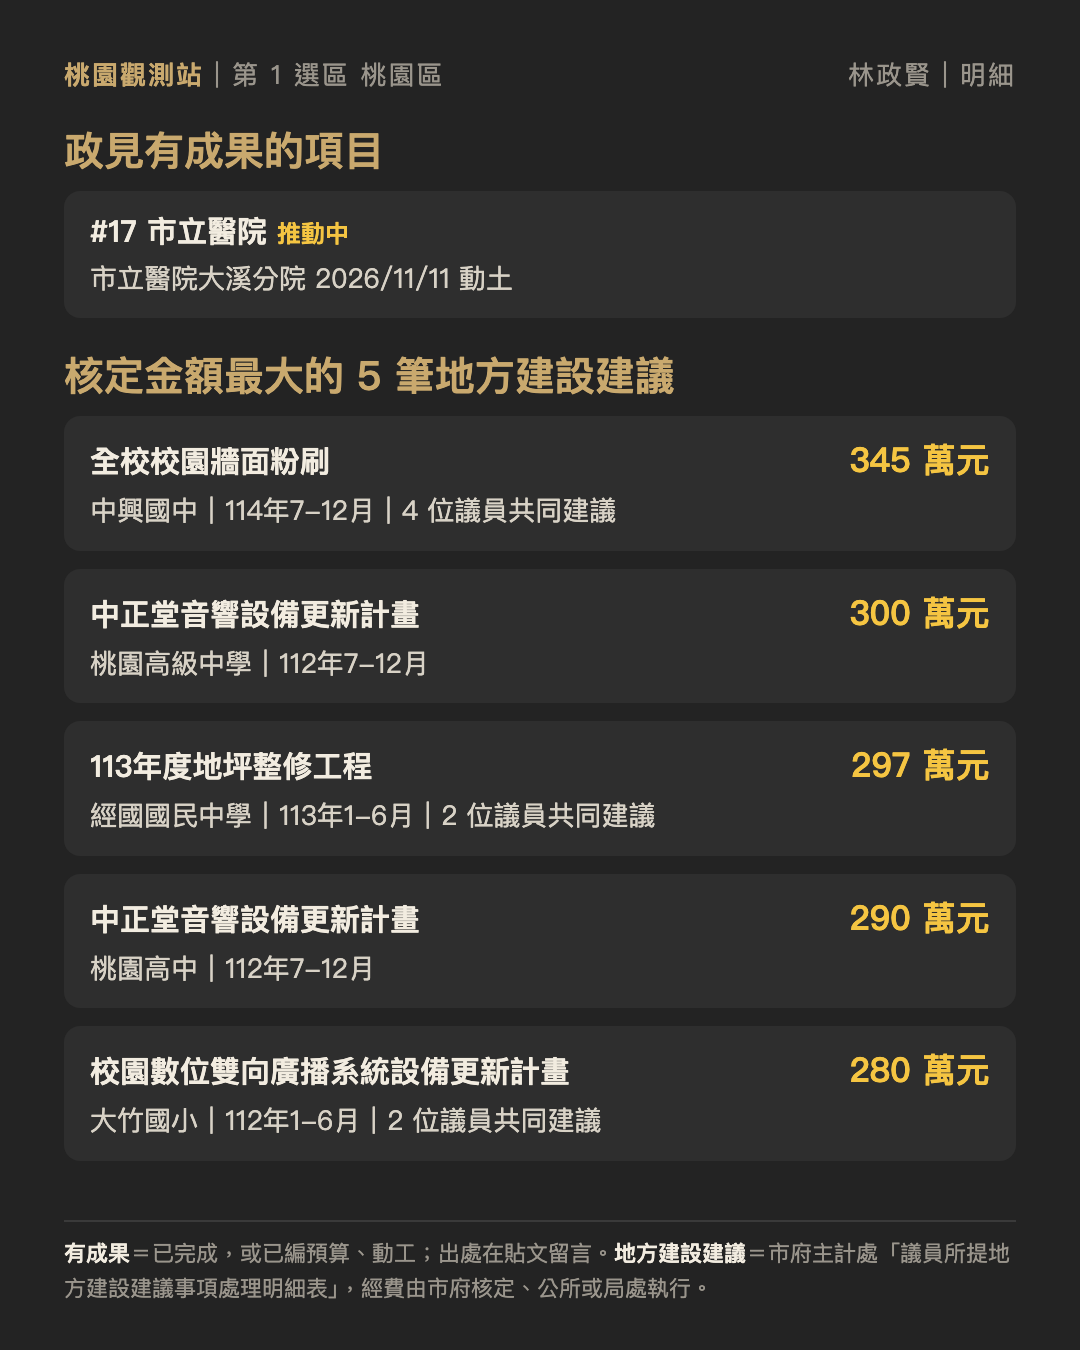 桃園觀測站｜第 1 選區 桃園區
林政賢｜明細
政見有成果的項目
#17 市立醫院 推動中
市立醫院大溪分院 2026/11/11 動土
核定金額最大的 5 筆地方建設建議
全校校園牆面粉刷
345 萬元
中興國中｜114年7–12月｜4 位議員共同建議
中正堂音響設備更新計畫
300 萬元
桃園高級中學｜112年7–12月
113年度地坪整修工程
297 萬元
經國國民中學｜113年1–6月｜2 位議員共同建議
中正堂音響設備更新計畫
290 萬元
桃園高中｜112年7–12月
校園數位雙向廣播系統設備更新計畫
280 萬元
大竹國小｜112年1–6月｜2 位議員共同建議
有成果＝已完成，或已編預算、動工；出處在貼文留言。地方建設建議＝市府主計處「議員所提地
方建設建議事項處理明細表」，經費由市府核定、公所或局處執行。